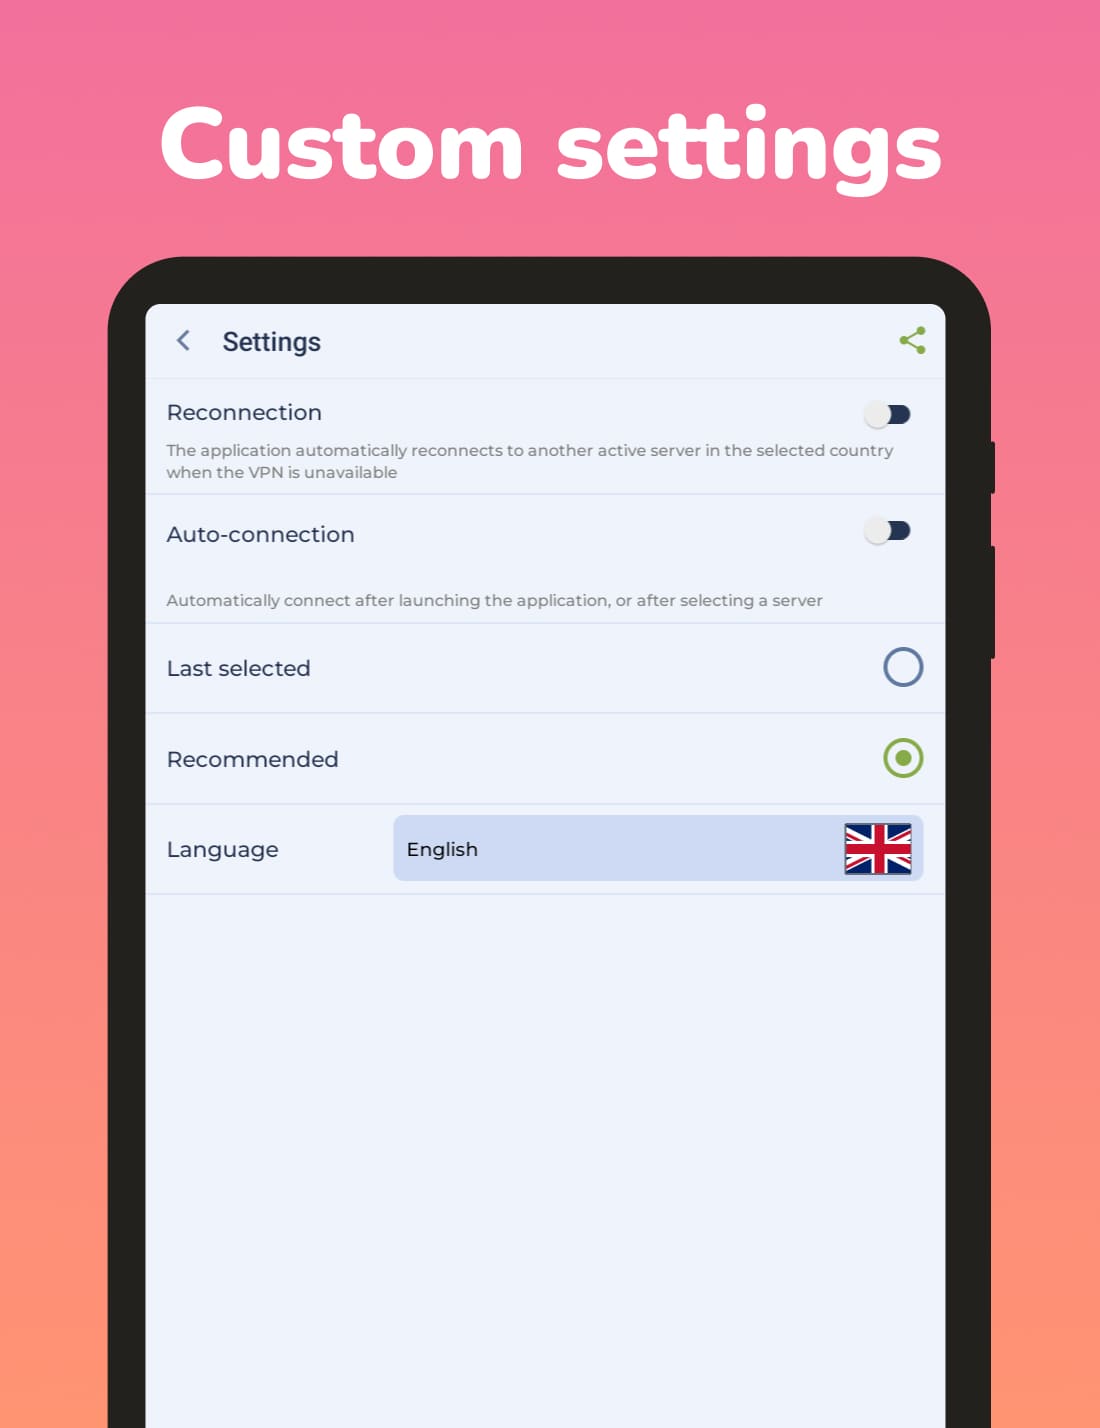 Custom settings
Settings
Reconnection
The application automatically reconnects to another active server in the selected country
when the VPN is unavailable
Auto-connection
Automatically connect after launching the application, or after selecting a server
Last selected
Recommended
Language
English